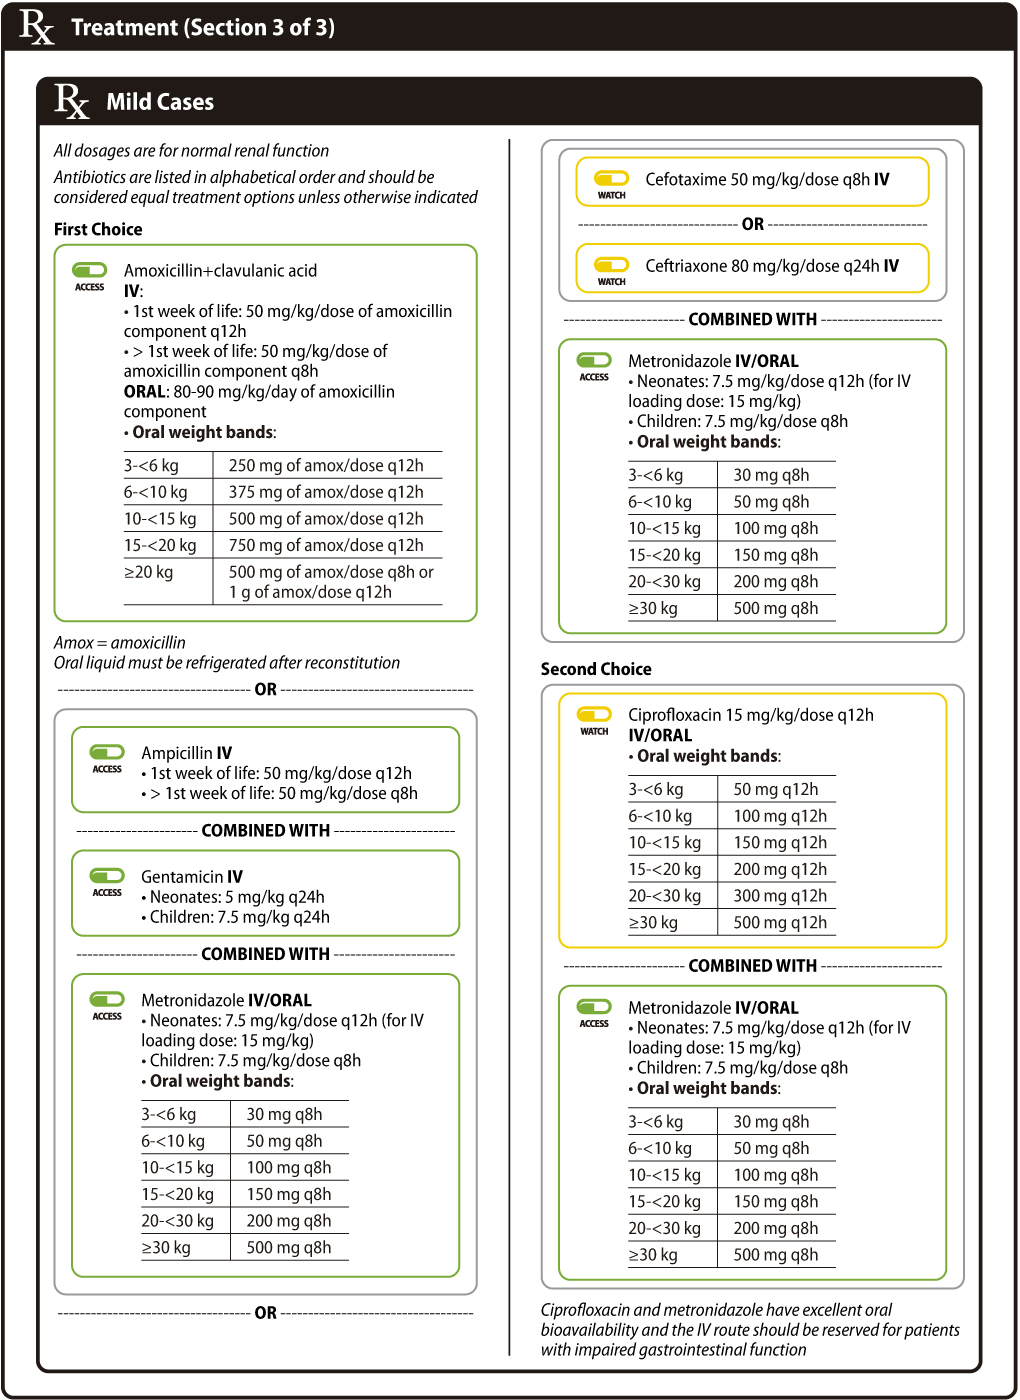 Rx Treatment (Section 3 of 3)
Rx Mild Cases
All dosages are for normal renal function
Antibiotics are listed in alphabetical order and should be
considered equal treatment options unless otherwise indicated
First Choice
ACCESS
Amoxicillin+clavulanic acid
IV:
• 1st week of life: 50 mg/kg/dose of amoxicillin
component q12h
• > 1st week of life: 50 mg/kg/dose of
amoxicillin component q8h
ORAL: 80-90 mg/kg/day of amoxicillin
component
• Oral weight bands:
3-<6 kg 250 mg of amox/dose q12h
6-<10 kg 375 mg of amox/dose q12h
10-<15 kg 500 mg of amox/dose q12h
15-<20 kg 750 mg of amox/dose q12h
≥20 kg 500 mg of amox/dose q8h or
1 g of amox/dose q12h
Amox = amoxicillin
Oral liquid must be refrigerated after reconstitution
OR
ACCESS
Ampicillin IV
• 1st week of life: 50 mg/kg/dose q12h
• > 1st week of life: 50 mg/kg/dose q8h
COMBINED WITH
ACCESS
Gentamicin IV
• Neonates: 5 mg/kg q24h
• Children: 7.5 mg/kg q24h
COMBINED WITH
ACCESS
Metronidazole IV/ORAL
• Neonates: 7.5 mg/kg/dose q12h (for IV
loading dose: 15 mg/kg)
• Children: 7.5 mg/kg/dose q8h
• Oral weight bands:
3-<6 kg 30 mg q8h
6-<10 kg 50 mg q8h
10-<15 kg 100 mg q8h
15-<20 kg 150 mg q8h
20-<30 kg 200 mg q8h
≥30 kg 500 mg q8h
OR
WATCH
Cefotaxime 50 mg/kg/dose q8h IV
OR
WATCH
Ceftriaxone 80 mg/kg/dose q24h IV
COMBINED WITH
ACCESS
Metronidazole IV/ORAL
• Neonates: 7.5 mg/kg/dose q12h (for IV
loading dose: 15 mg/kg)
• Children: 7.5 mg/kg/dose q8h
• Oral weight bands:
3-<6 kg 30 mg q8h
6-<10 kg 50 mg q8h
10-<15 kg 100 mg q8h
15-<20 kg 150 mg q8h
20-<30 kg 200 mg q8h
≥30 kg 500 mg q8h
Second Choice
WATCH
Ciprofloxacin 15 mg/kg/dose q12h
IV/ORAL
• Oral weight bands:
3-<6 kg 50 mg q12h
6-<10 kg 100 mg q12h
10-<15 kg 150 mg q12h
15-<20 kg 200 mg q12h
20-<30 kg 300 mg q12h
≥30 kg 500 mg q12h
COMBINED WITH
ACCESS
Metronidazole IV/ORAL
• Neonates: 7.5 mg/kg/dose q12h (for IV
loading dose: 15 mg/kg)
• Children: 7.5 mg/kg/dose q8h
• Oral weight bands:
3-<6 kg 30 mg q8h
6-<10 kg 50 mg q8h
10-<15 kg 100 mg q8h
15-<20 kg 150 mg q8h
20-<30 kg 200 mg q8h
≥30 kg 500 mg q8h
Ciprofloxacin and metronidazole have excellent oral
bioavailability and the IV route should be reserved for patients
with impaired gastrointestinal function